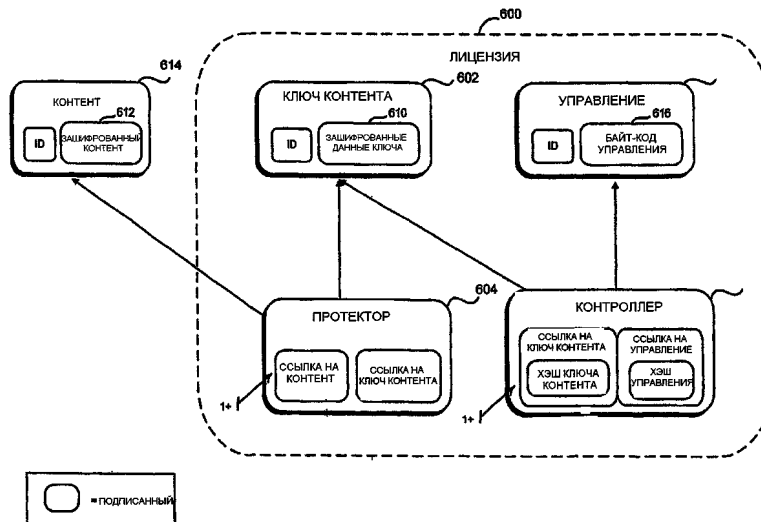 600
ЛИЦЕНЗИЯ
614
КОНТЕНТ
612
ID
ЗАШИФРОВАННЫЙ
КОНТЕНТ
602
КЛЮЧ КОНТЕНТА
610
ID
ЗАШИФРОВАННЫЕ
ДАННЫЕ КЛЮЧА
УПРАВЛЕНИЕ
616
ID
БАЙТ-КОД
УПРАВЛЕНИЯ
604
ПРОТЕКТОР
ССЫЛКА НА
КОНТЕНТ
ССЫЛКА НА
КЛЮЧ КОНТЕНТА
1+
КОНТРОЛЛЕР
ССЫЛКА НА
КЛЮЧ КОНТЕНТА
ХЭШ КЛЮЧА
КОНТЕНТА
ССЫЛКА НА
УПРАВЛЕНИЕ
ХЭШ
УПРАВЛЕНИЯ
1+
= ПОДПИСАННЫЙ